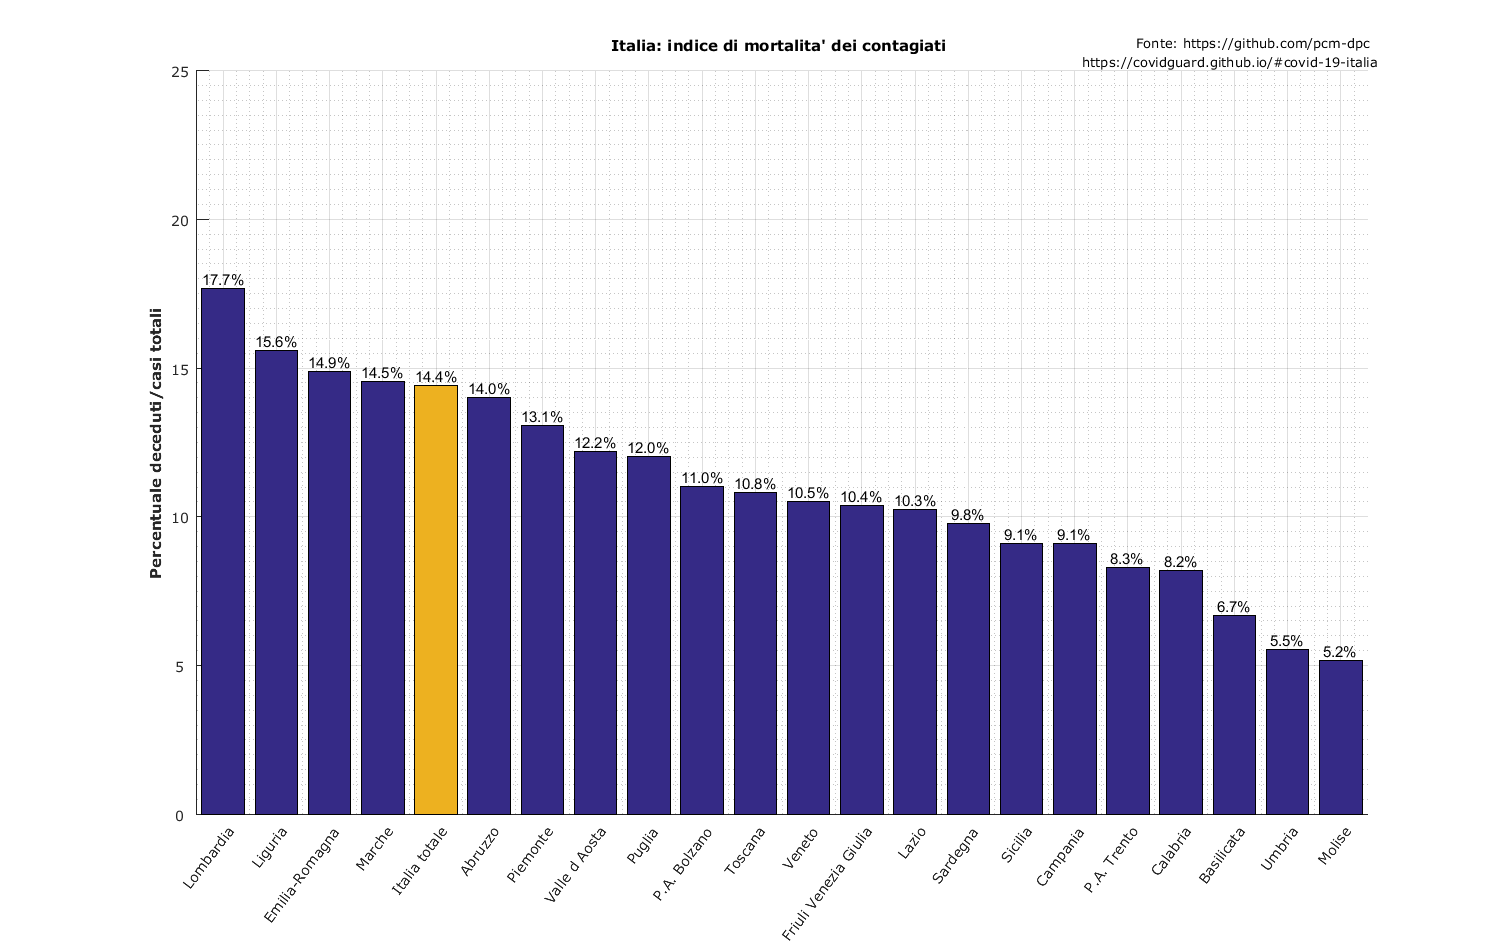 Italia: indice di mortalita' dei contagiati
Fonte: https://github.com/pcm-dpc
https://covidguard.github.io/#covid-19-italia
Percentuale deceduti/casi totali
25
20
15
10
5
0
17.7%
15.6%
14.9%
14.5%
14.4%
14.0%
13.1%
12.2%
12.0%
11.0%
10.8%
10.5%
10.4%
10.3%
9.8%
9.1%
9.1%
8.3%
8.2%
6.7%
5.5%
5.2%
Lombardia
Liguria
Emilia-Romagna
Marche
Italia totale
Abruzzo
Piemonte
Valle d Aosta
Puglia
P.A. Bolzano
Toscana
Veneto
Friuli Venezia Giulia
Lazio
Sardegna
Sicilia
Campania
P.A. Trento
Calabria
Basilicata
Umbria
Molise